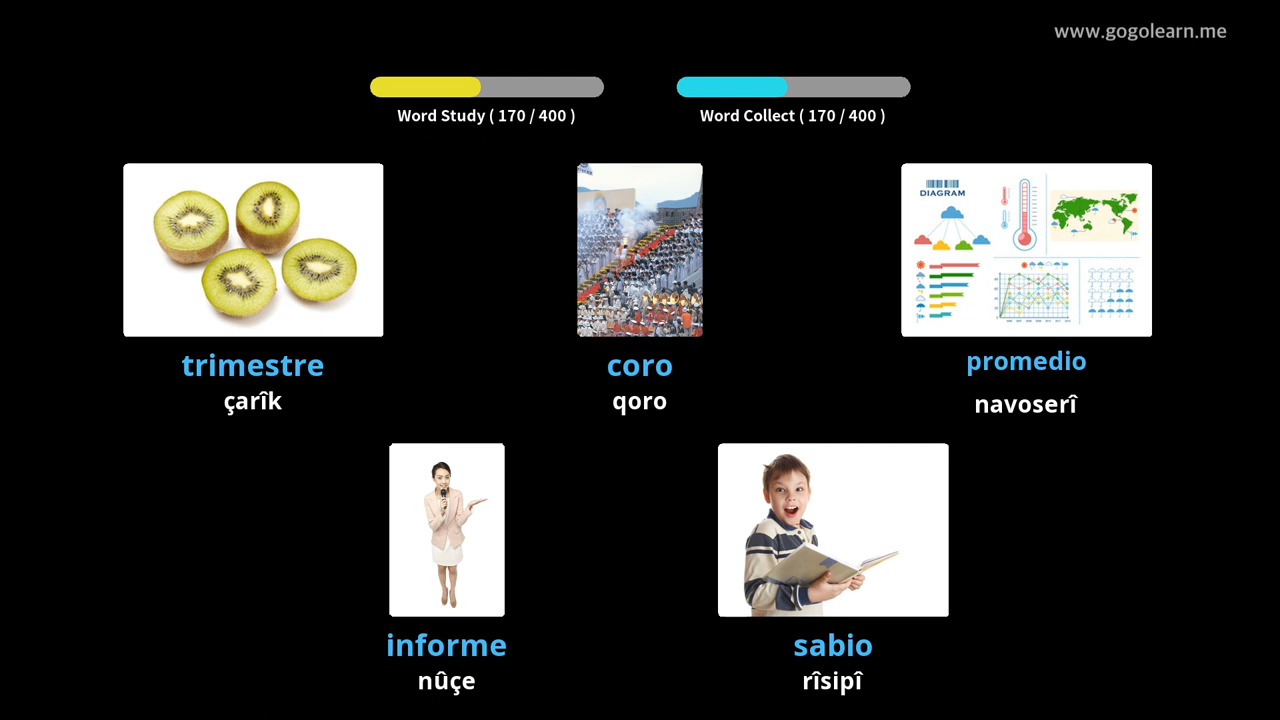 www.gogolearn.me
Word Study ( 170 / 400 )
Word Collect ( 170 / 400 )
DIAGRAM
trimestre
çarîk
coro
qoro
promedio
navoserî
informe
nûçe
sabio
rîsipî